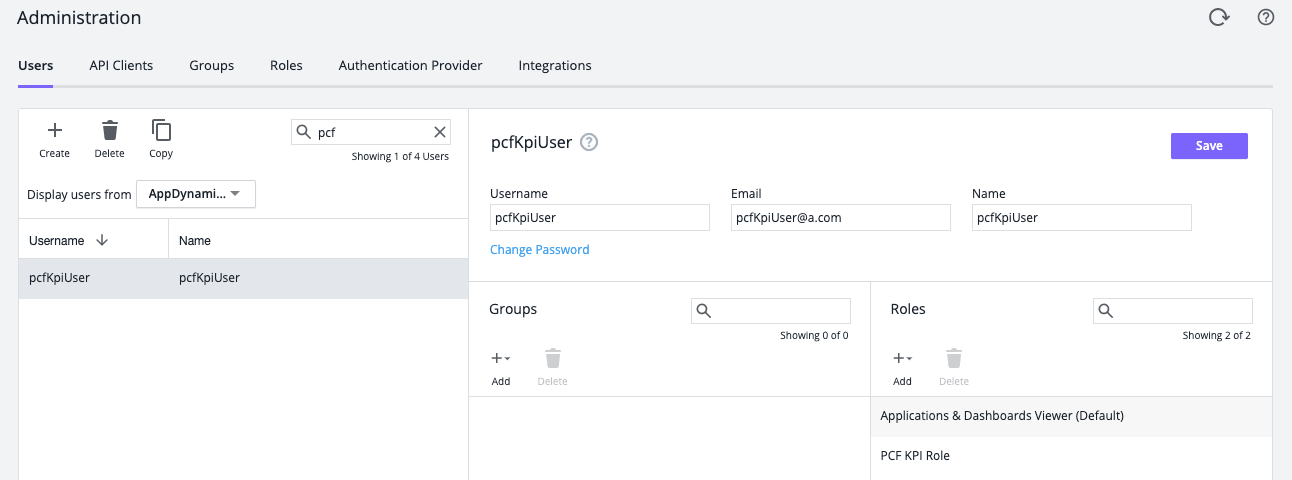 Administration
Users API Clients Groups Roles Authentication Provider Integrations
Create Delete Copy
pcf
Showing 1 of 4 Users
Display users from AppDynami...
Username Name
pcfKpiUser pcfKpiUser
pcfKpiUser ?
Save
Username Email Name
pcfKpiUser pcfKpiUser@a.com pcfKpiUser
Change Password
Groups
Showing 0 of 0
Add Delete
Roles
Showing 2 of 2
Add Delete
Applications & Dashboards Viewer (Default)
PCF KPI Role